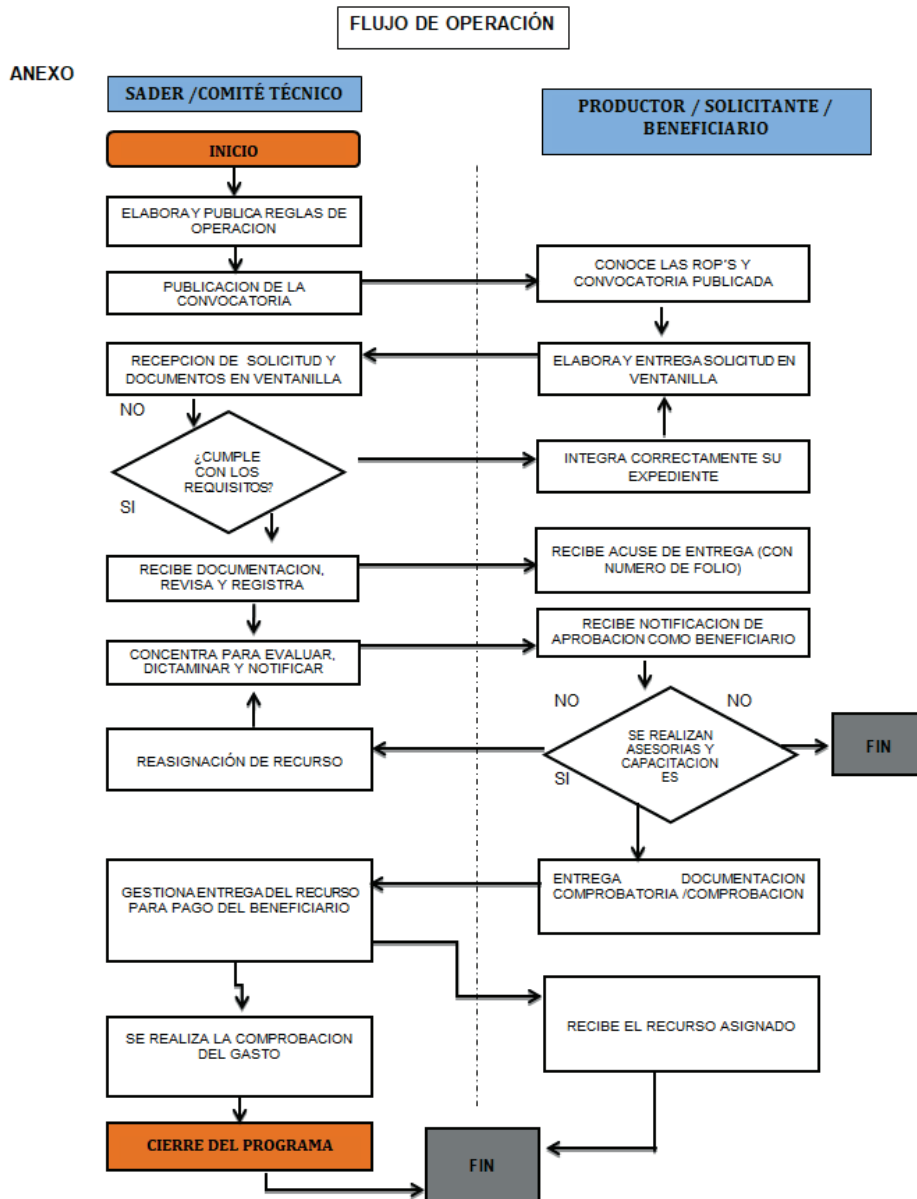 FLUJO DE OPERACIÓN
ANEXO
SADER /COMITÉ TÉCNICO
PRODUCTOR / SOLICITANTE /
BENEFICIARIO
INICIO
ELABORA Y PUBLICA REGLAS DE
OPERACION
PUBLICACION DE LA
CONVOCATORIA
CONOCE LAS ROP´S Y
CONVOCATORIA PUBLICADA
RECEPCION DE SOLICITUD Y
DOCUMENTOS EN VENTANILLA
ELABORA Y ENTREGA SOLICITUD EN
VENTANILLA
NO
¿CUMPLE
CON LOS
REQUISITOS?
SI
INTEGRA CORRECTAMENTE SU
EXPEDIENTE
RECIBE DOCUMENTACION,
REVISA Y REGISTRA
RECIBE ACUSE DE ENTREGA (CON
NUMERO DE FOLIO)
CONCENTRA PARA EVALUAR,
DICTAMINAR Y NOTIFICAR
RECIBE NOTIFICACION DE
APROBACION COMO BENEFICIARIO
NO
NO
SE REALIZAN
ASESORIAS Y
CAPACITACION
ES
SI
FIN
REASIGNACIÓN DE RECURSO
GESTIONA ENTREGA DEL RECURSO
PARA PAGO DEL BENEFICIARIO
ENTREGA DOCUMENTACION
COMPROBATORIA /COMPROBACION
SE REALIZA LA COMPROBACION
DEL GASTO
RECIBE EL RECURSO ASIGNADO
CIERRE DEL PROGRAMA
FIN